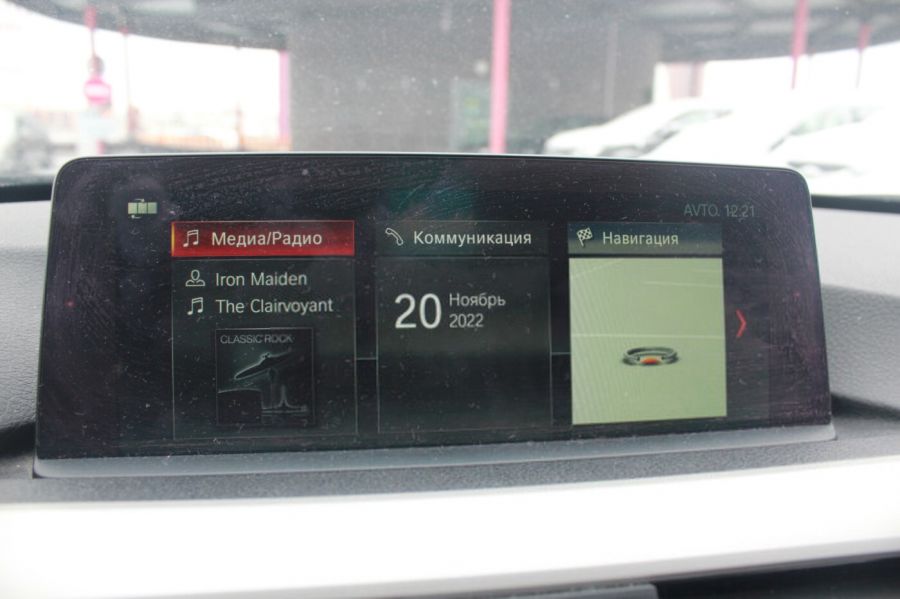 AVTO. 12:21
Медиа/Радио
Iron Maiden
The Clairvoyant
CLASSIC ROCK
Коммуникация
20 Ноябрь
2022
Навигация